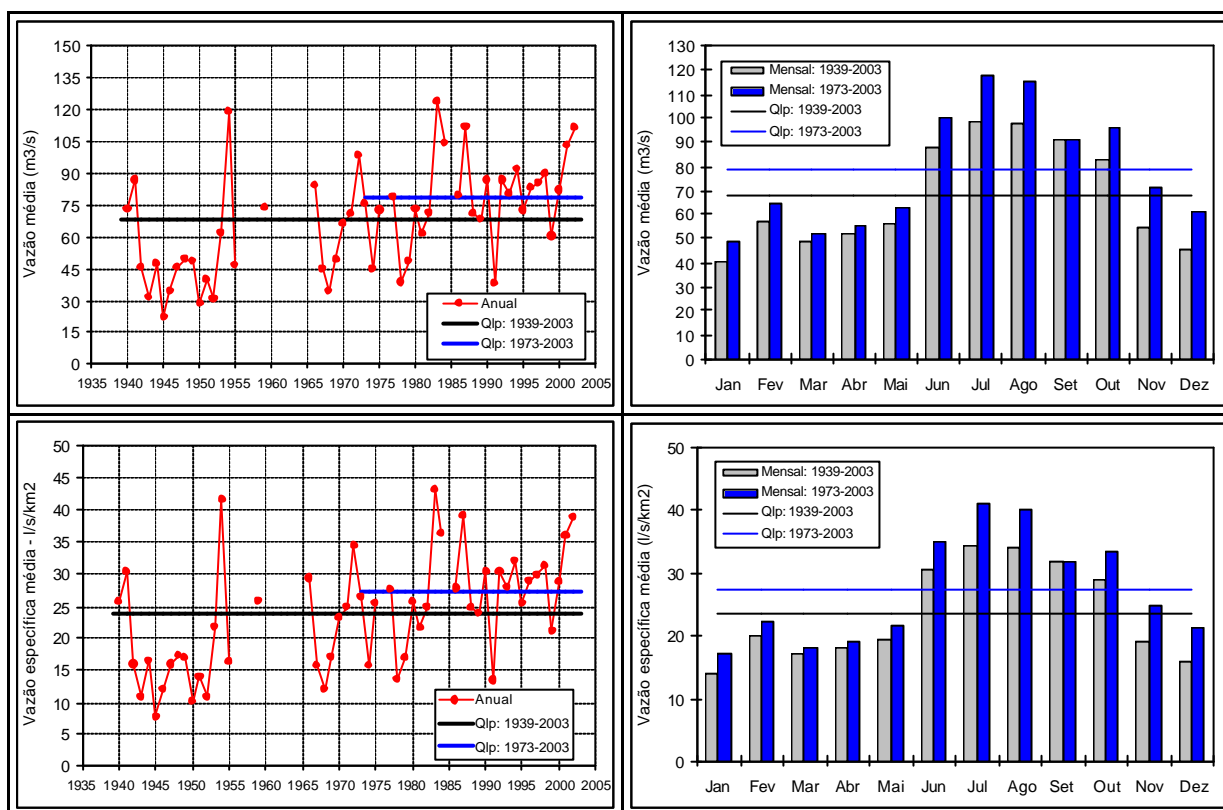 Vazão média (m3/s)
150
135
120
105
90
75
60
45
30
15
0
1935 1940 1945 1950 1955 1960 1965 1970 1975 1980 1985 1990 1995 2000 2005
Anual
Qlp: 1939-2003
Qlp: 1973-2003
Vazão média (m3/s)
130
120
110
100
90
80
70
60
50
40
30
20
10
0
Jan Fev Mar Abr Mai Jun Jul Ago Set Out Nov Dez
Mensal: 1939-2003
Mensal: 1973-2003
Qlp: 1939-2003
Qlp: 1973-2003
Vazão específica média - l/s/km2
50
45
40
35
30
25
20
15
10
5
0
1935 1940 1945 1950 1955 1960 1965 1970 1975 1980 1985 1990 1995 2000 2005
Anual
Qlp: 1939-2003
Qlp: 1973-2003
Vazão específica média (l/s/km2)
50
40
30
20
10
0
Jan Fev Mar Abr Mai Jun Jul Ago Set Out Nov Dez
Mensal: 1939-2003
Mensal: 1973-2003
Qlp: 1939-2003
Qlp: 1973-2003